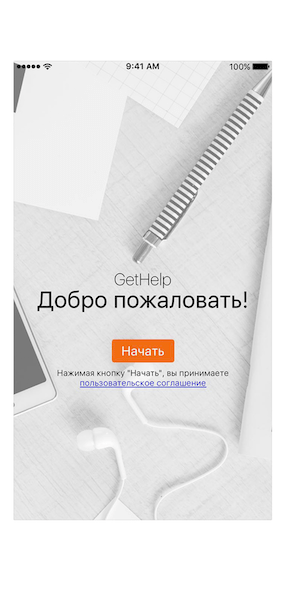 9:41 AM 100%
GetHelp
Добро пожаловать!
Начать
Нажимая кнопку "Начать", вы принимаете
пользовательское соглашение